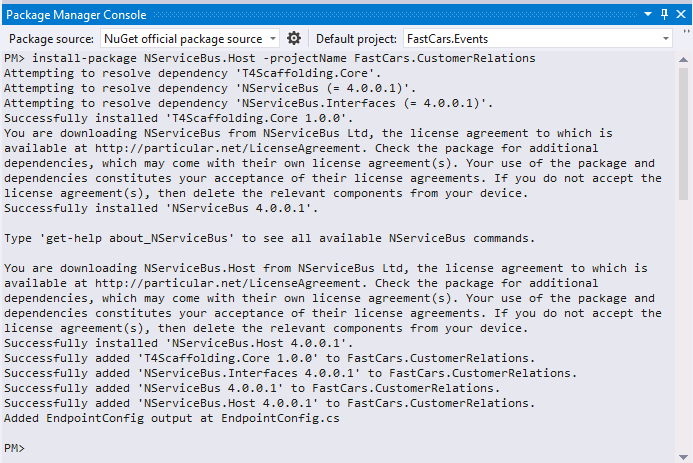 Package Manager Console
Package source: NuGet official package source Default project: FastCars.Events
PM> install-package NServiceBus.Host -projectName FastCars.CustomerRelations
Attempting to resolve dependency 'T4Scaffolding.Core'.
Attempting to resolve dependency 'NServiceBus (= 4.0.0.1)'.
Attempting to resolve dependency 'NServiceBus.Interfaces (= 4.0.0.1)'.
Successfully installed 'T4Scaffolding.Core 1.0.0'.
You are downloading NServiceBus from NServiceBus Ltd, the license agreement to which is
available at http://particular.net/LicenseAgreement. Check the package for additional
dependencies, which may come with their own license agreement(s). Your use of the package and
dependencies constitutes your acceptance of their license agreements. If you do not accept the
license agreement(s), then delete the relevant components from your device.
Successfully installed 'NServiceBus 4.0.0.1'.
Type 'get-help about_NServiceBus' to see all available NServiceBus commands.
You are downloading NServiceBus.Host from NServiceBus Ltd, the license agreement to which is
available at http://particular.net/LicenseAgreement. Check the package for additional
dependencies, which may come with their own license agreement(s). Your use of the package and
dependencies constitutes your acceptance of their license agreements. If you do not accept the
license agreement(s), then delete the relevant components from your device.
Successfully installed 'NServiceBus.Host 4.0.0.1'.
Successfully added 'T4Scaffolding.Core 1.0.0' to FastCars.CustomerRelations.
Successfully added 'NServiceBus.Interfaces 4.0.0.1' to FastCars.CustomerRelations.
Successfully added 'NServiceBus 4.0.0.1' to FastCars.CustomerRelations.
Successfully added 'NServiceBus.Host 4.0.0.1' to FastCars.CustomerRelations.
Added EndpointConfig output at EndpointConfig.cs
PM>